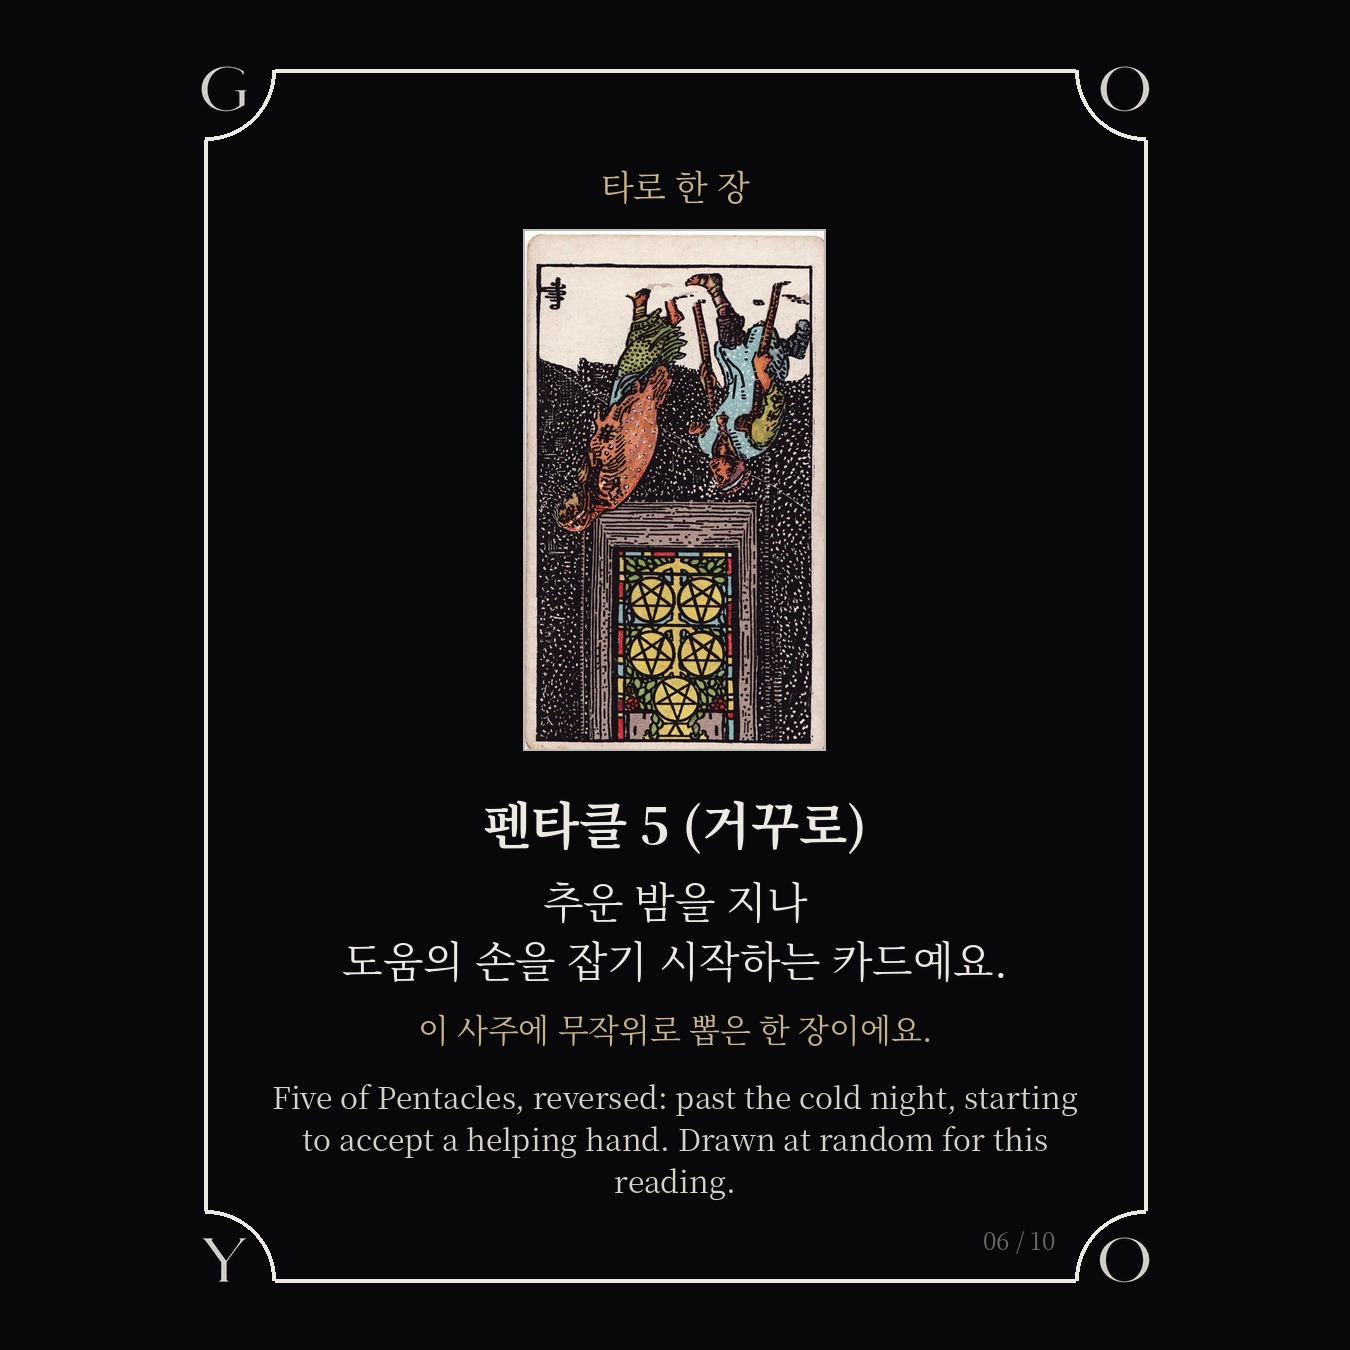 G O
타로 한 장
펜타클 5 (거꾸로)
추운 밤을 지나
도움의 손을 잡기 시작하는 카드예요.
이 사주에 무작위로 뽑은 한 장이에요.
Five of Pentacles, reversed: past the cold night, starting
to accept a helping hand. Drawn at random for this
reading.
06 / 10
Y O